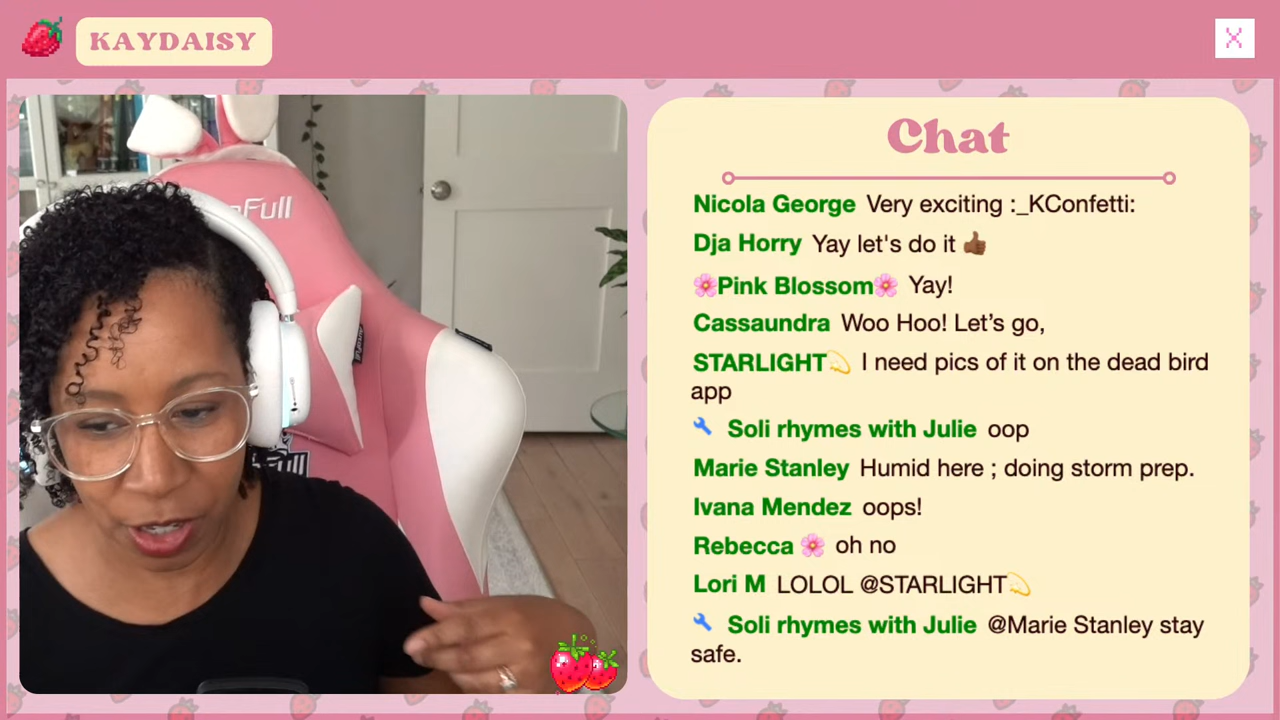 KAYDAISY
Full
Chat
Nicola George Very exciting :_KConfetti:
Dja Horry Yay let's do it 👍🏾
🌸Pink Blossom🌸 Yay!
Cassaundra Woo Hoo! Let’s go,
STARLIGHT💫 I need pics of it on the dead bird
app
🔧 Soli rhymes with Julie oop
Marie Stanley Humid here ; doing storm prep.
Ivana Mendez oops!
Rebecca 🌸 oh no
Lori M LOLOL @STARLIGHT💫
🔧 Soli rhymes with Julie @Marie Stanley stay
safe.